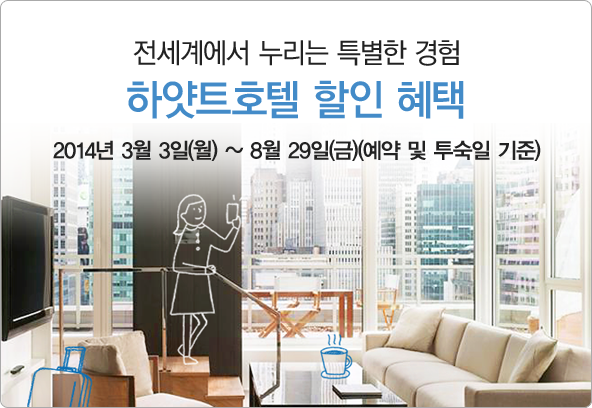 전세계에서 누리는 특별한 경험
하얏트호텔 할인 혜택
2014년 3월 3일(월) ~ 8월 29일(금)(예약 및 투숙일 기준)